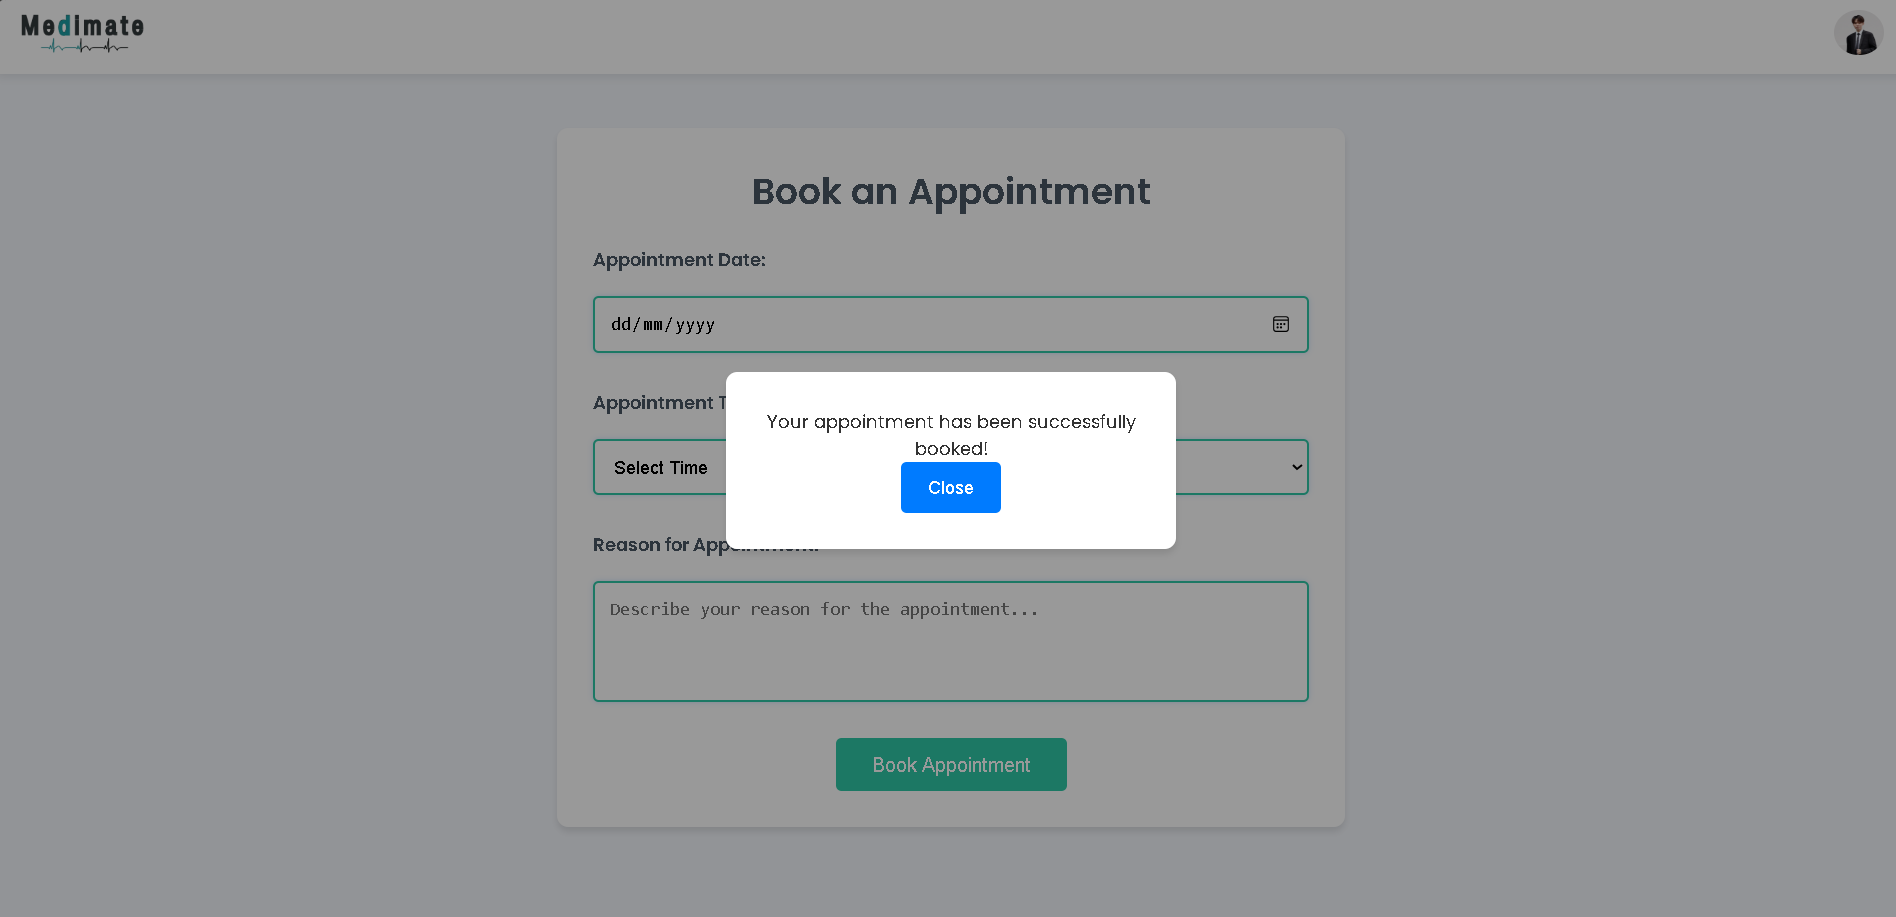 Medimate
Book an Appointment
Appointment Date:
dd/mm/yyyy
Appointment
Your appointment has been successfully
booked!
Select Time
Close
Reason for Appointment:
Describe your reason for the appointment...
Book Appointment